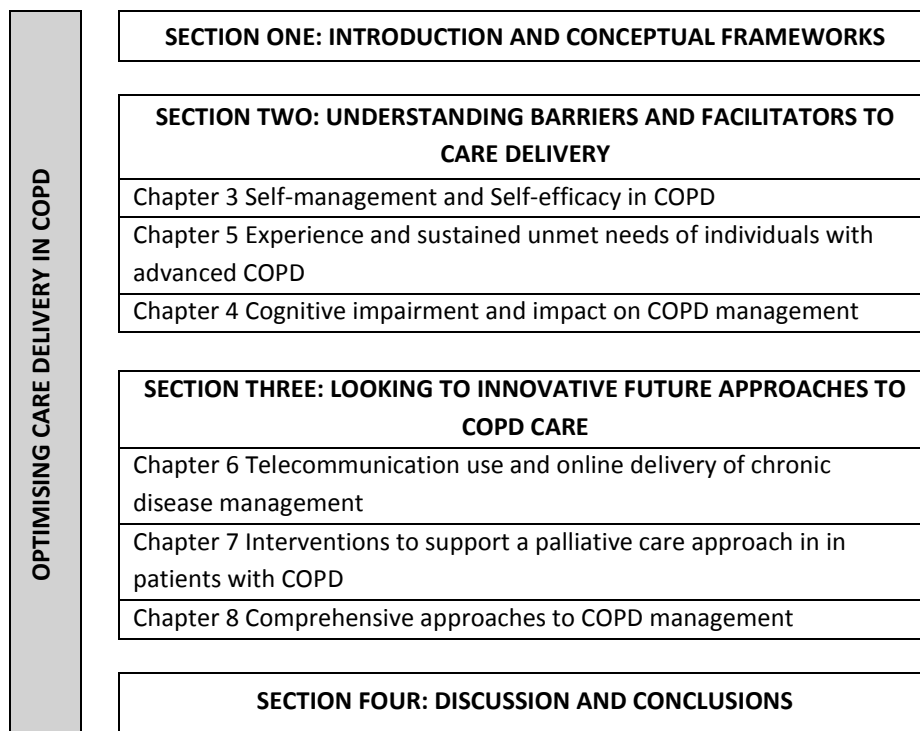 OPTIMISING CARE DELIVERY IN COPD
SECTION ONE: INTRODUCTION AND CONCEPTUAL FRAMEWORKS
SECTION TWO: UNDERSTANDING BARRIERS AND FACILITATORS TO
CARE DELIVERY
Chapter 3 Self-management and Self-efficacy in COPD
Chapter 5 Experience and sustained unmet needs of individuals with
advanced COPD
Chapter 4 Cognitive impairment and impact on COPD management
SECTION THREE: LOOKING TO INNOVATIVE FUTURE APPROACHES TO
COPD CARE
Chapter 6 Telecommunication use and online delivery of chronic
disease management
Chapter 7 Interventions to support a palliative care approach in in
patients with COPD
Chapter 8 Comprehensive approaches to COPD management
SECTION FOUR: DISCUSSION AND CONCLUSIONS